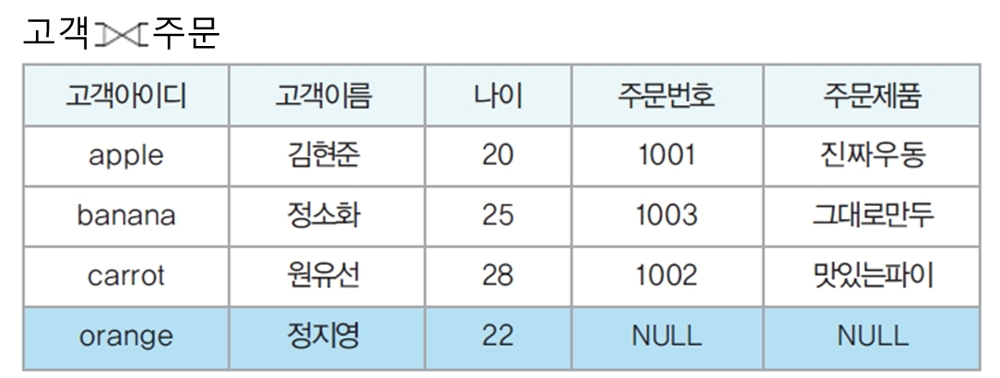 고객⟗주문
고객아이디 고객이름 나이 주문번호 주문제품
apple 김현준 20 1001 진짜우동
banana 정소화 25 1003 그대로만두
carrot 원유선 28 1002 맛있는파이
orange 정지영 22 NULL NULL